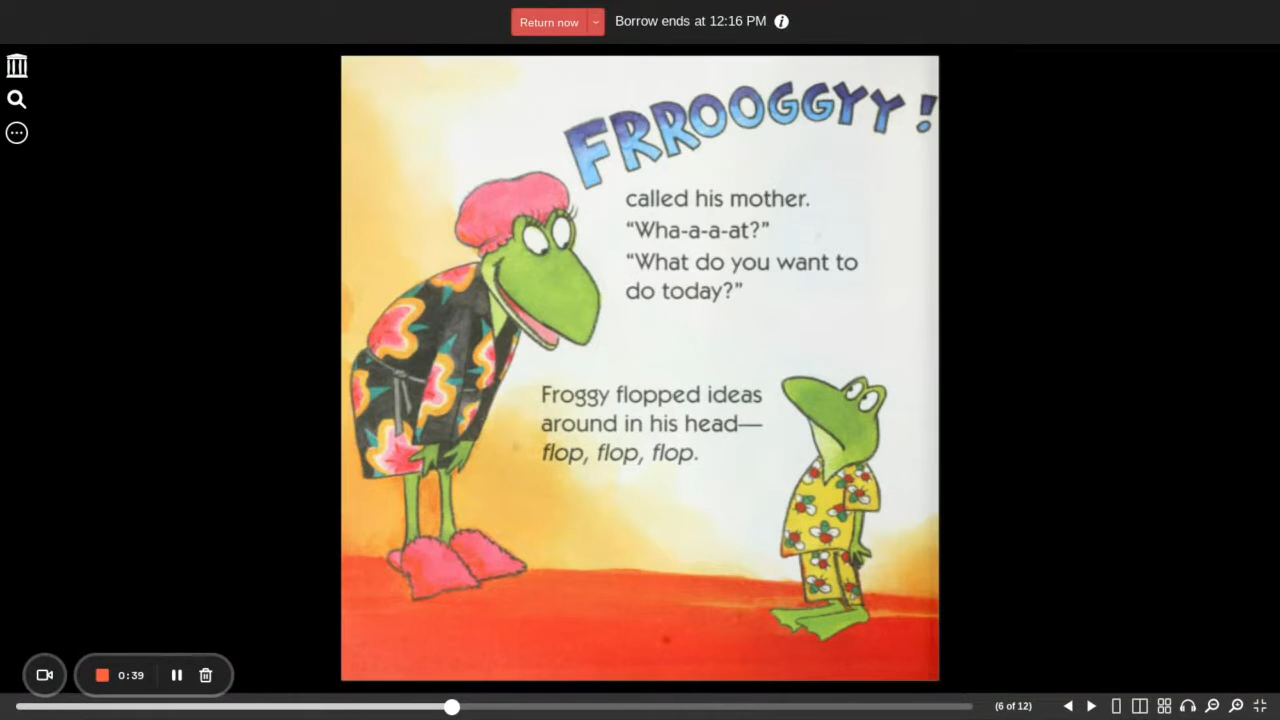 Return now
Borrow ends at 12:16 PM
FRROOGGYY!
called his mother.
“Wha-a-a-at?”
“What do you want to
do today?”
Froggy flopped ideas
around in his head—
flop, flop, flop.
0:39
(6 of 12)